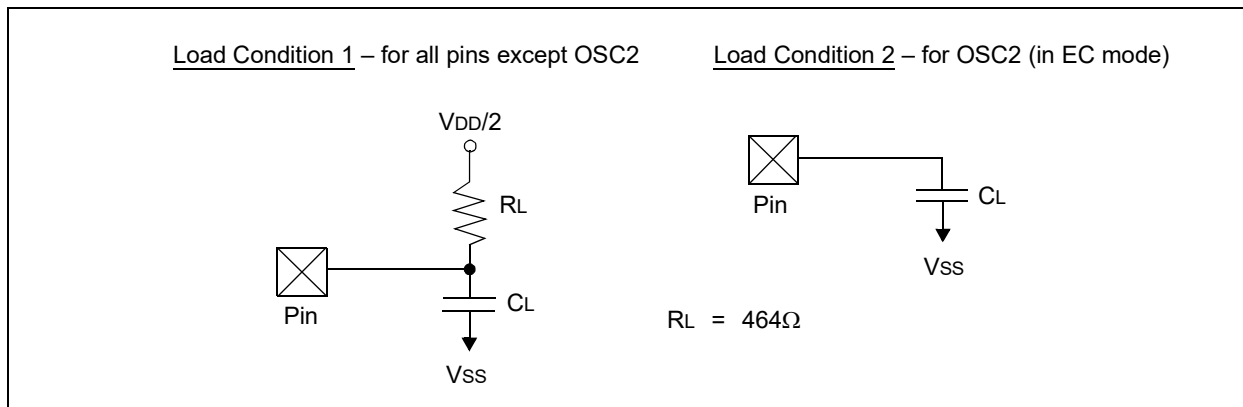 Load Condition 1 – for all pins except OSC2
VDD/2
RL
Pin
CL
VSS
Load Condition 2 – for OSC2 (in EC mode)
Pin
CL
VSS
RL = 464Ω